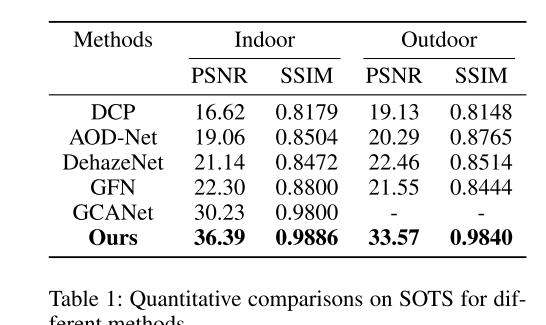 Methods Indoor Outdoor
PSNR SSIM PSNR SSIM
DCP 16.62 0.8179 19.13 0.8148
AOD-Net 19.06 0.8504 20.29 0.8765
DehazeNet 21.14 0.8472 22.46 0.8514
GFN 22.30 0.8800 21.55 0.8444
GCANet 30.23 0.9800 - -
Ours 36.39 0.9886 33.57 0.9840
Table 1: Quantitative comparisons on SOTS for dif-
ferent methods